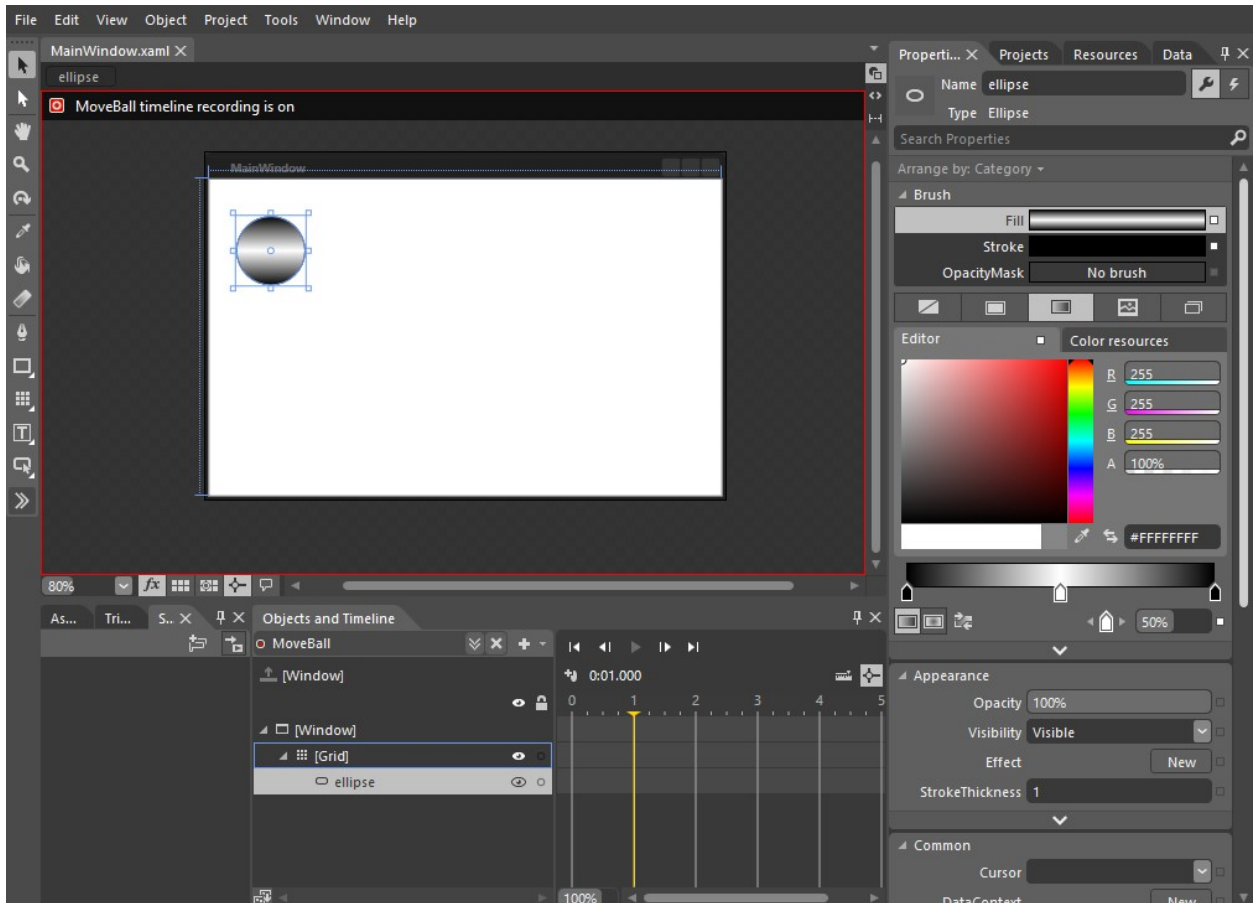 File Edit View Object Project Tools Window Help
MainWindow.xaml
ellipse
MoveBall timeline recording is on
MainWindow
80%
fx
As... Tri... S..
Objects and Timeline
MoveBall
[Window]
0:01.000
0 1 2 3 4 5
[Window]
[Grid]
ellipse
100%
Properti... Projects Resources Data
Name ellipse
Type Ellipse
Search Properties
Arrange by: Category
Brush
Fill
Stroke
OpacityMask No brush
Editor Color resources
R 255
G 255
B 255
A 100%
#FFFFFFFF
50%
Appearance
Opacity 100%
Visibility Visible
Effect New
StrokeThickness 1
Common
Cursor
DataContext New